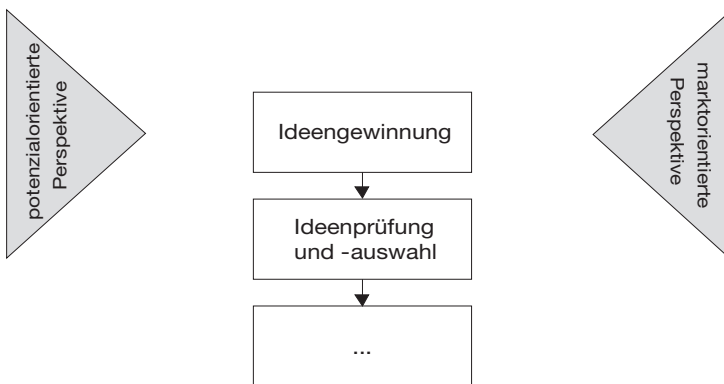 potenzialorientierte
Perspektive
Ideengewinnung
Ideenprüfung
und -auswahl
...
marktorientierte
Perspektive